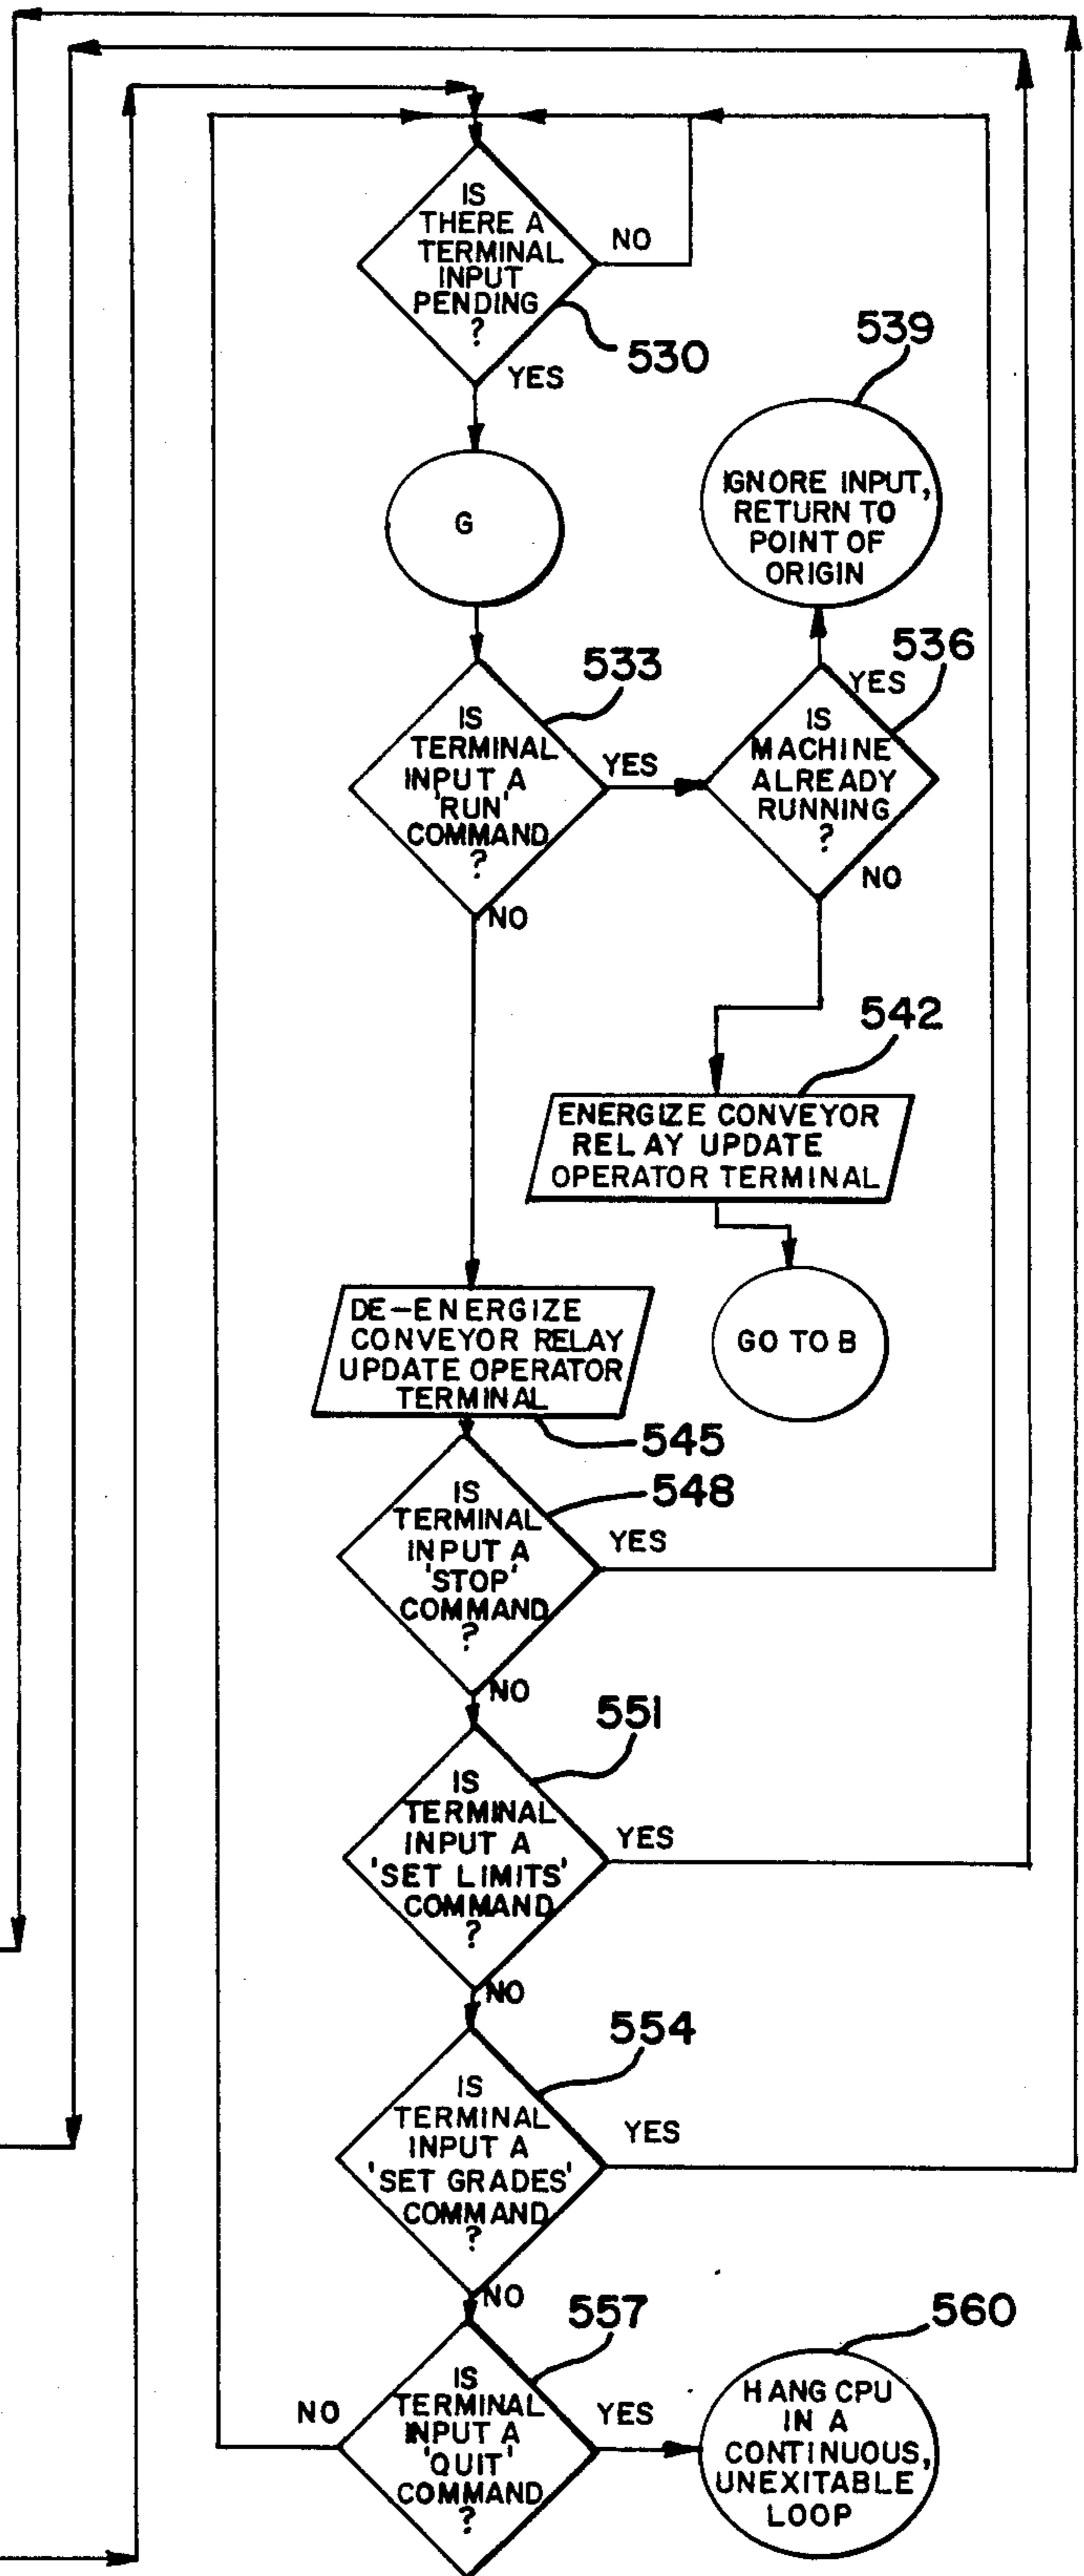 IS
THERE A
TERMINAL
INPUT
PENDING
?
NO
530
YES
539
IGNORE INPUT,
RETURN TO
POINT OF
ORIGIN
G
533
536
IS
TERMINAL
INPUT A
'RUN'
COMMAND
?
YES
YES
IS
MACHINE
ALREADY
RUNNING
?
NO
NO
542
ENERGIZE CONVEYOR
RELAY UPDATE
OPERATOR TERMINAL
GO TO B
DE-ENERGIZE
CONVEYOR RELAY
UPDATE OPERATOR
TERMINAL
545
548
IS
TERMINAL
INPUT A
'STOP'
COMMAND
?
YES
NO
551
IS
TERMINAL
INPUT A
'SET LIMITS'
COMMAND
?
YES
NO
554
IS
TERMINAL
INPUT A
'SET GRADES'
COMMAND
?
YES
NO
557
560
IS
TERMINAL
INPUT A
'QUIT'
COMMAND
?
NO
YES
HANG CPU
IN A
CONTINUOUS,
UNEXITABLE
LOOP